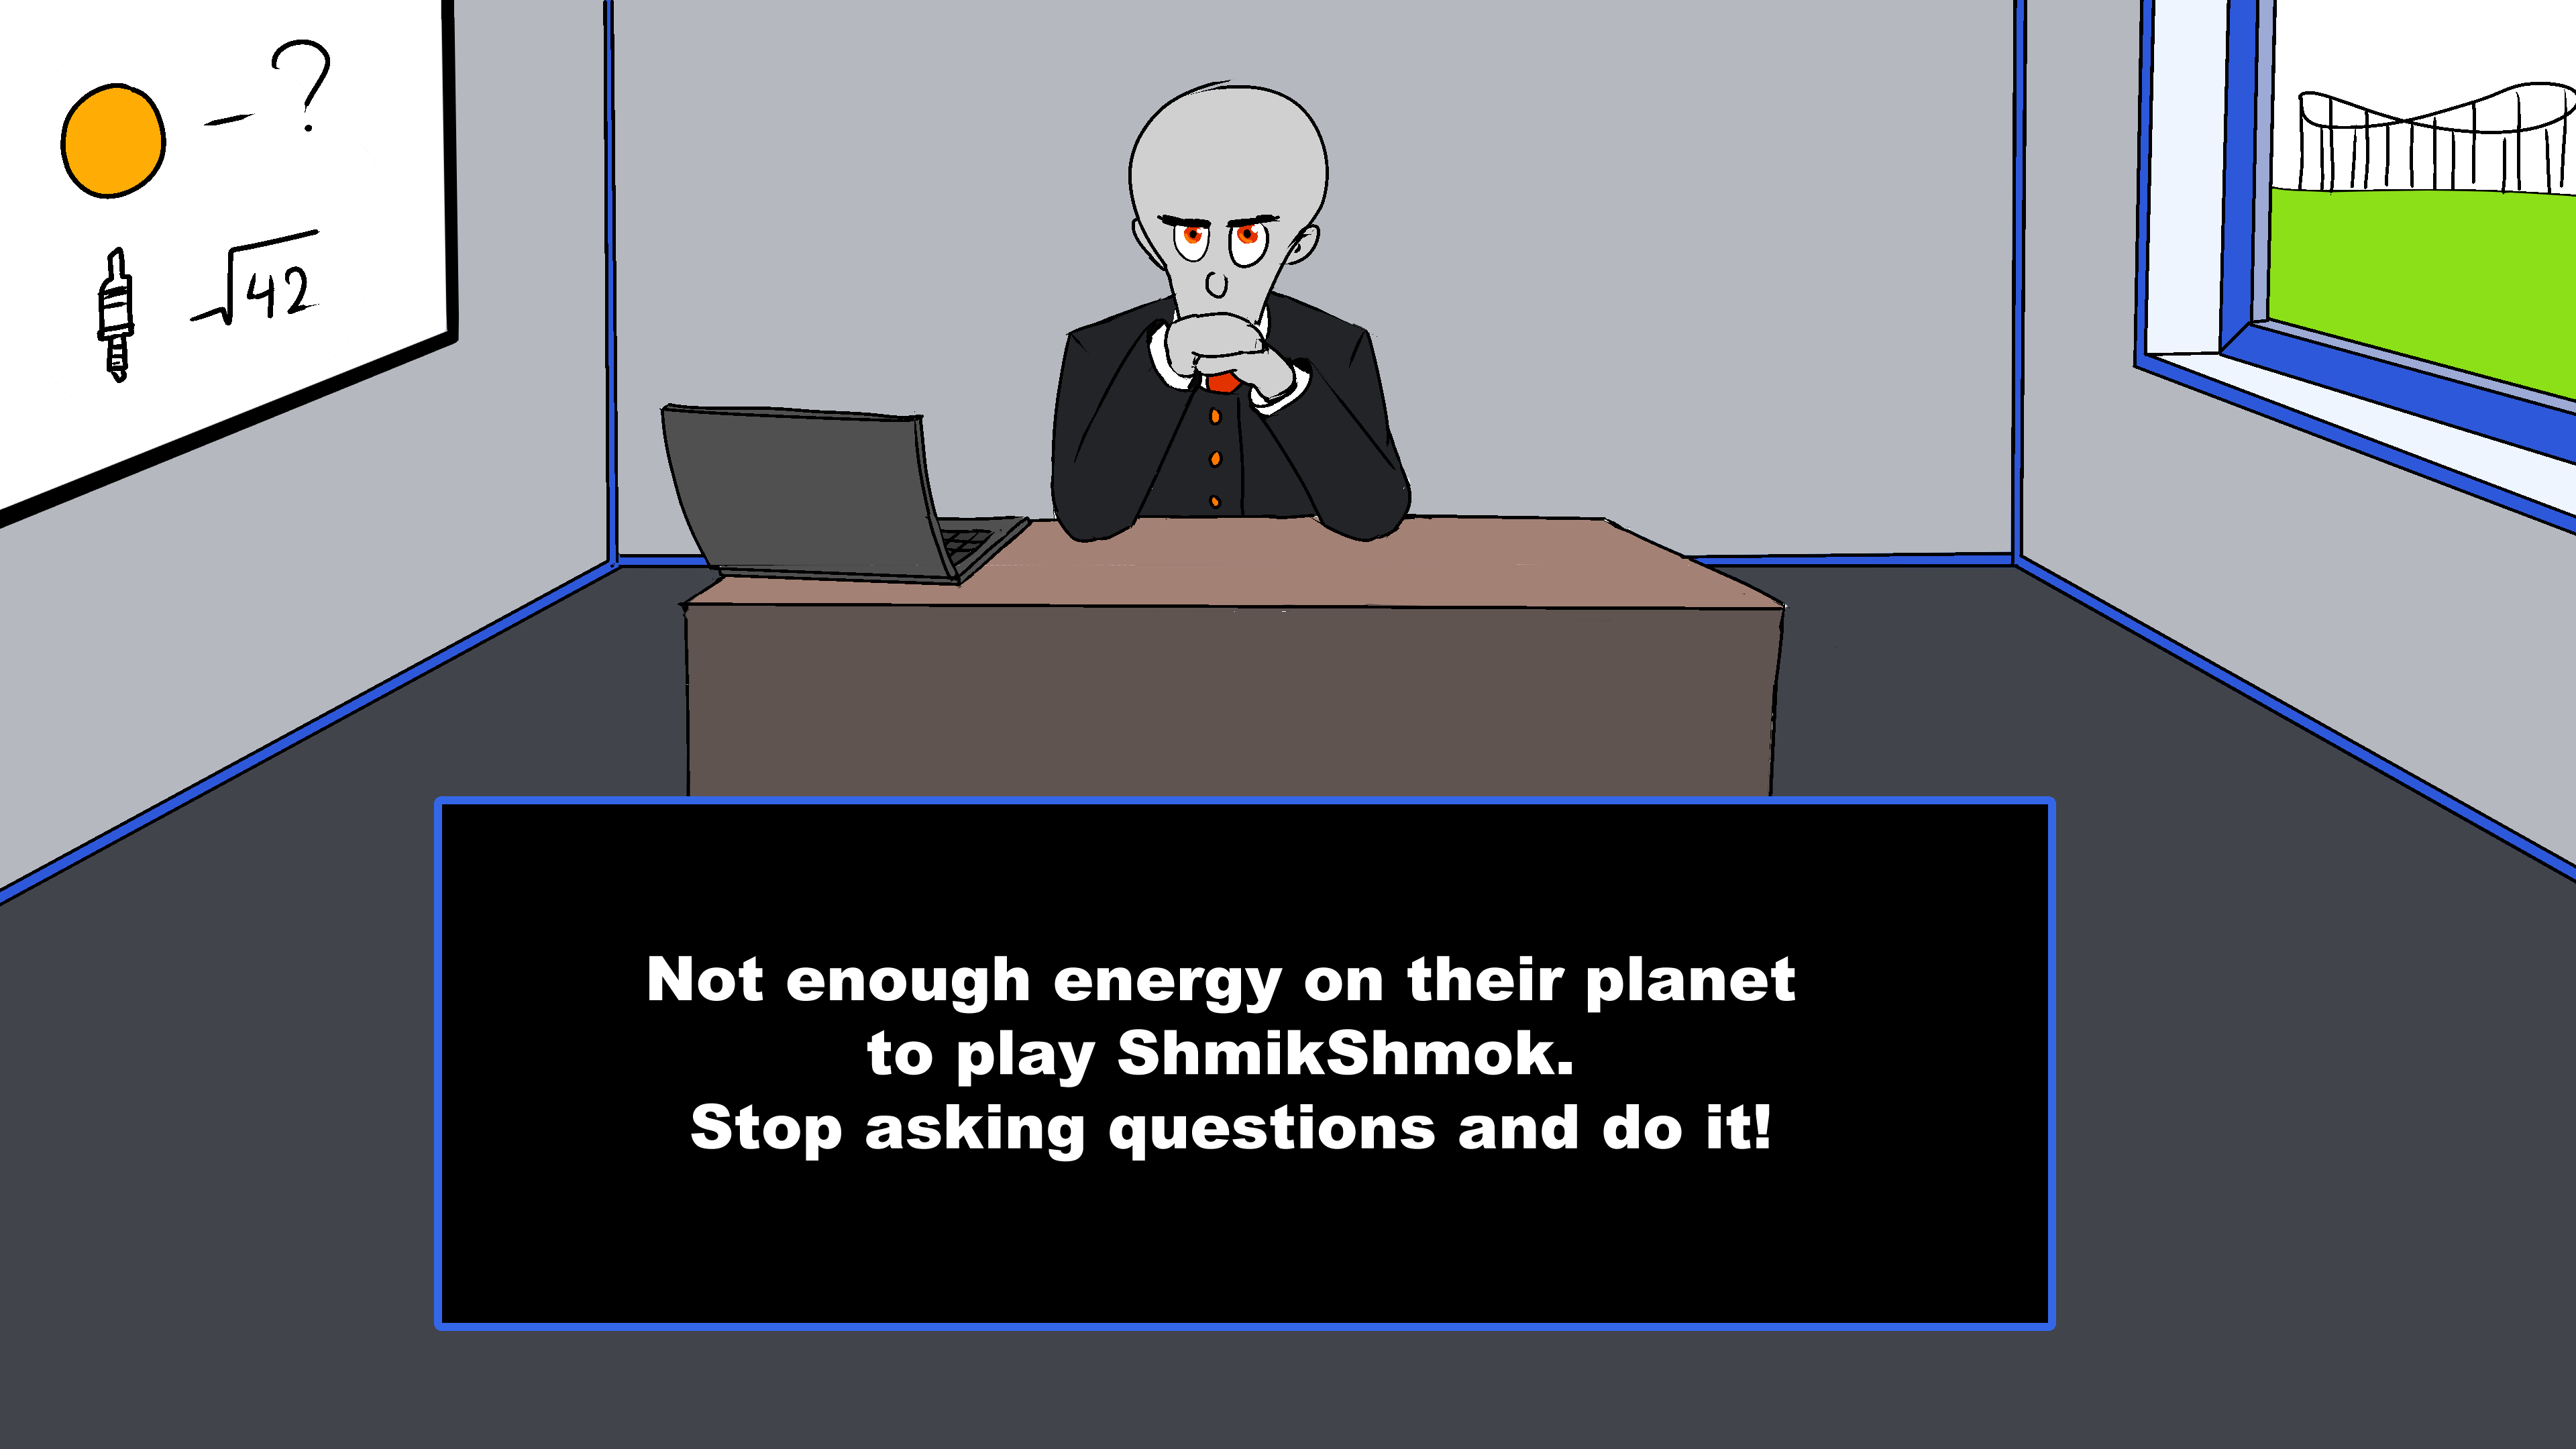 - ?
√42
Not enough energy on their planet
to play ShmikShmok.
Stop asking questions and do it!